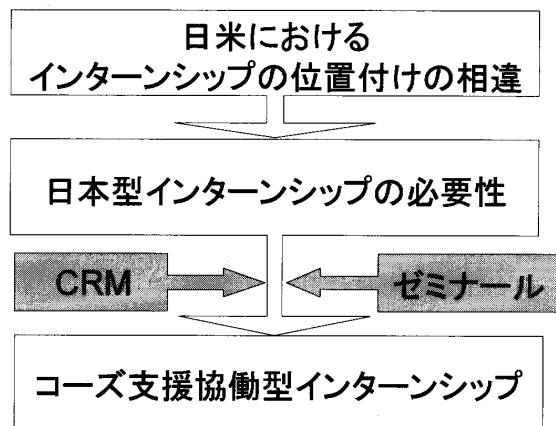 日米における
インターンシップの位置付けの相違
日本型インターンシップの必要性
CRM
ゼミナール
コーズ支援協働型インターンシップ